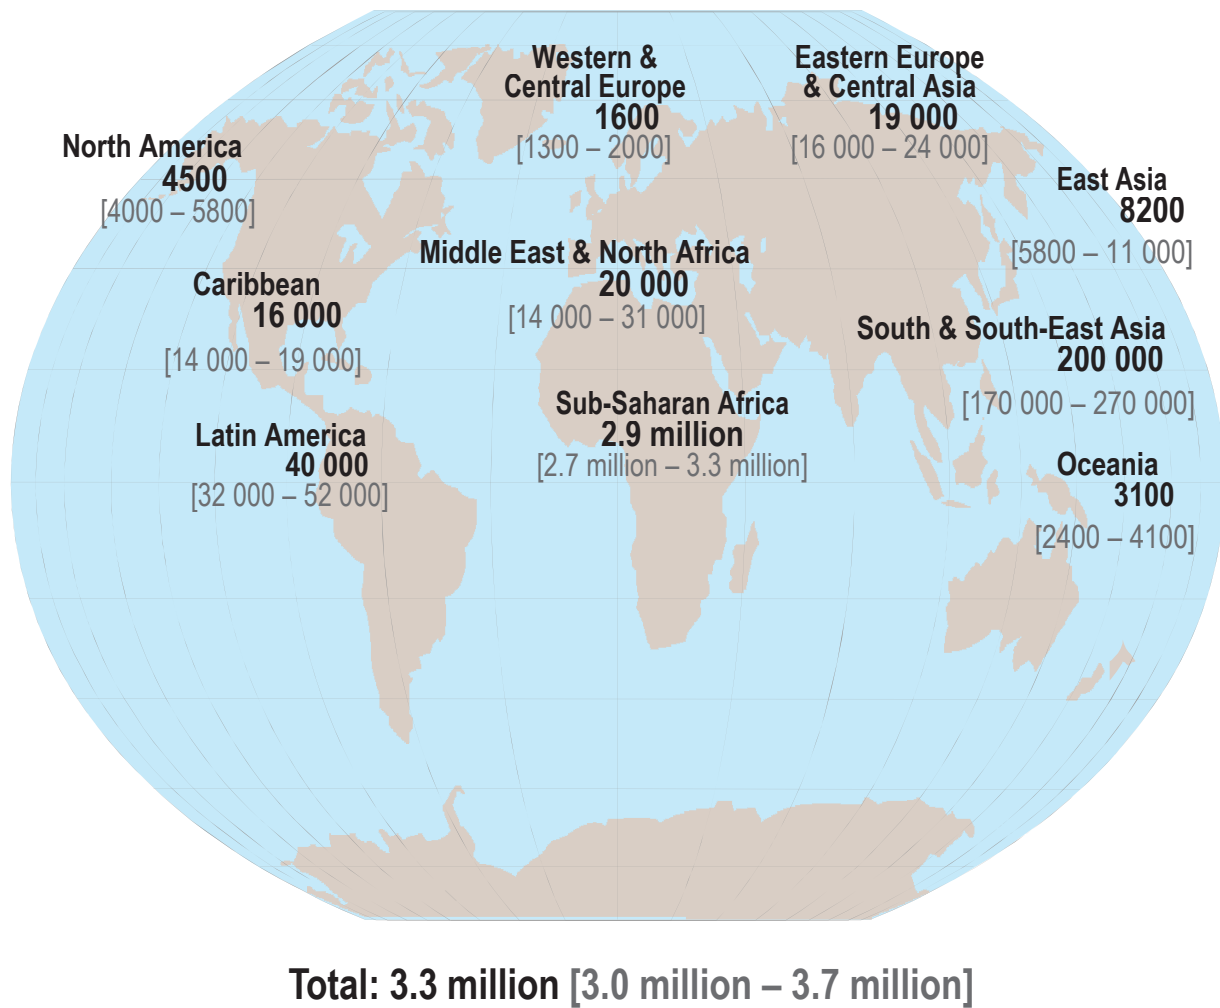 Western &
Central Europe
1600
[1300 – 2000]
Eastern Europe
& Central Asia
19 000
[16 000 – 24 000]
North America
4500
[4000 – 5800]
East Asia
8200
[5800 – 11 000]
Middle East & North Africa
20 000
[14 000 – 31 000]
Caribbean
16 000
[14 000 – 19 000]
South & South-East Asia
200 000
[170 000 – 270 000]
Sub-Saharan Africa
2.9 million
[2.7 million – 3.3 million]
Latin America
40 000
[32 000 – 52 000]
Oceania
3100
[2400 – 4100]
Total: 3.3 million [3.0 million – 3.7 million]